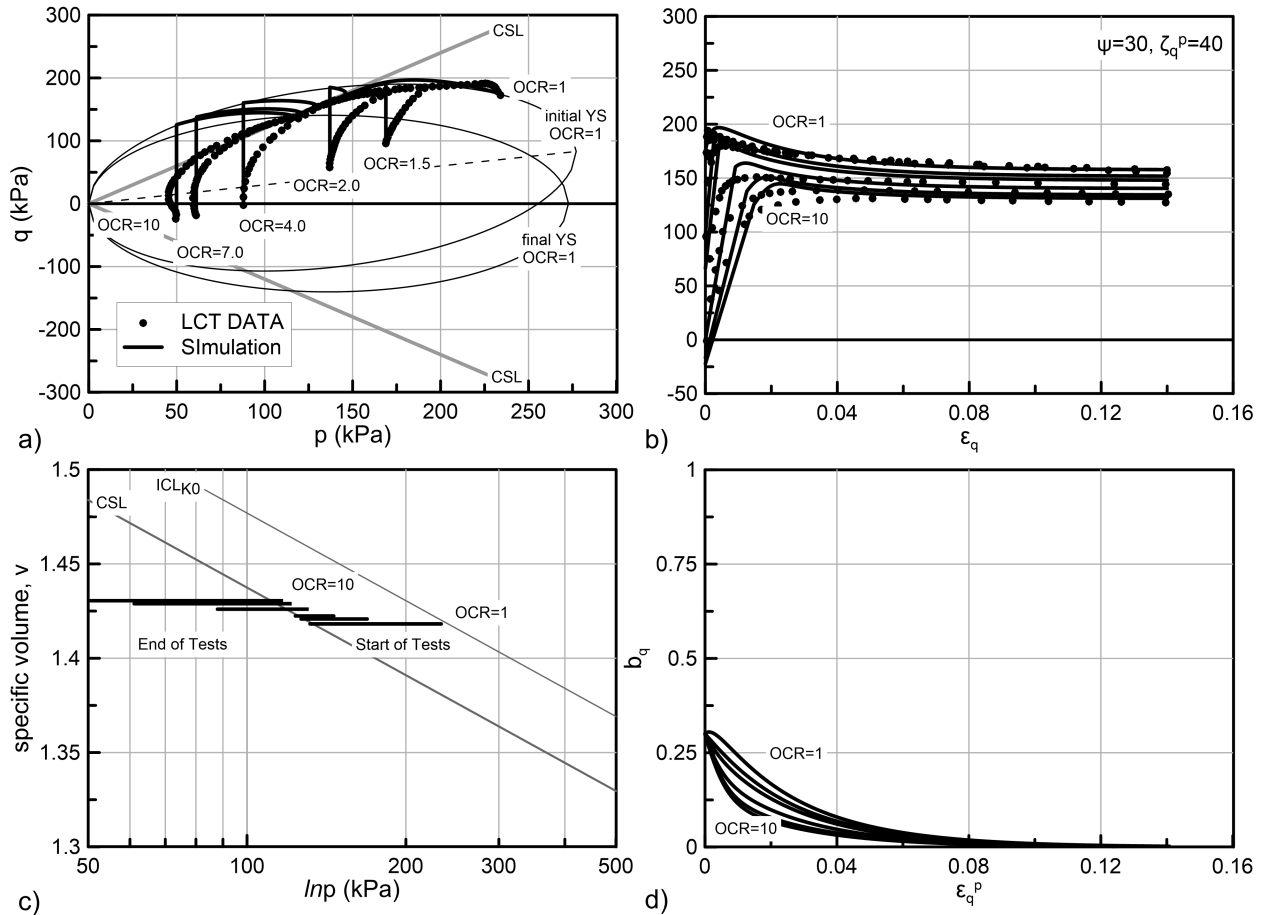 300
200
100
0
-100
-200
-300
q (kPa)
CSL
OCR=1
initial YS
OCR=1
OCR=1.5
OCR=2.0
OCR=10
OCR=4.0
OCR=7.0
final YS
OCR=1
LCT DATA
SImulation
CSL
0 50 100 150 200 250 300
p (kPa)
a)
300
250
200
150
100
50
0
-50
ψ=30, ζqp=40
OCR=1
OCR=10
0 0.04 0.08 0.12 0.16
εq
b)
1.5
1.45
1.4
1.35
1.3
specific volume, v
ICLK0
CSL
OCR=10
OCR=1
End of Tests
Start of Tests
50 100 200 300 400 500
lnp (kPa)
c)
1
0.75
0.5
0.25
0
bq
OCR=1
OCR=10
0 0.04 0.08 0.12 0.16
εqp
d)